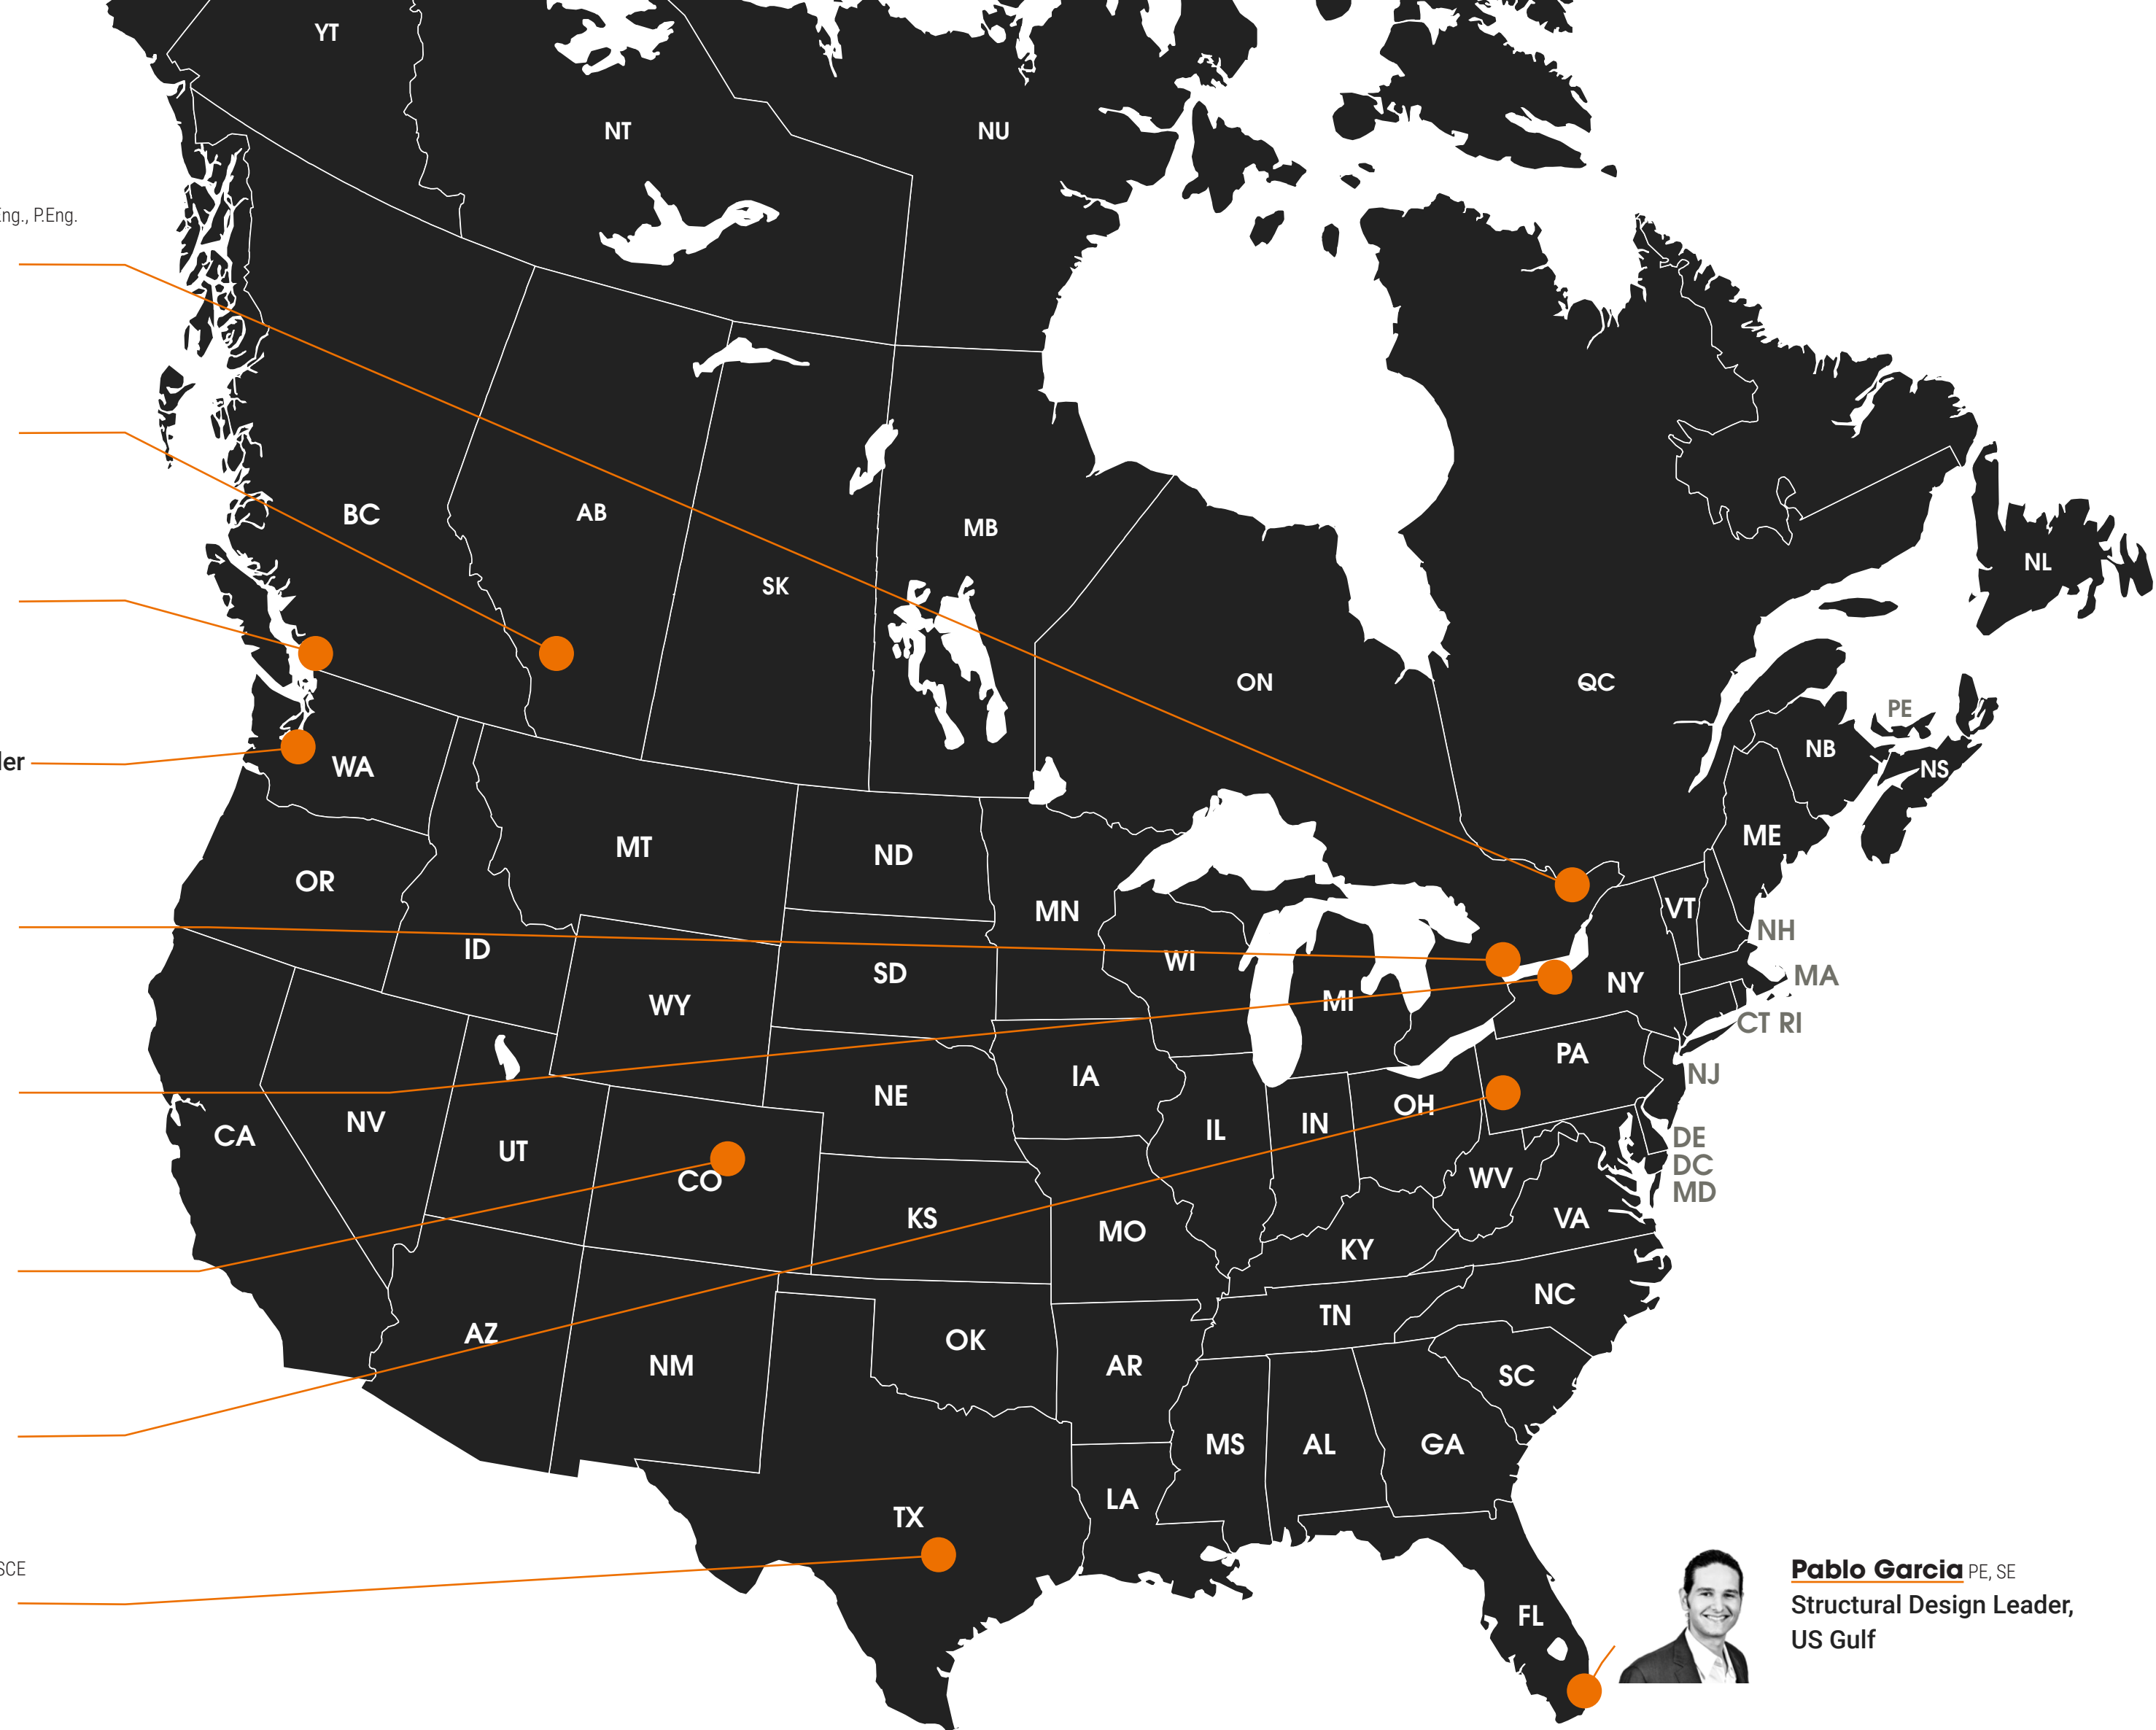 YT
NT
NU
Eng., P.Eng.
BC
AB
SK
MB
ON
QC
NL
PE
NB
NS
WA
ler
MT
ND
MN
ME
OR
ID
WY
SD
WI
MI
NY
VT
NH
MA
CT RI
PA
NJ
CA
NV
UT
CO
NE
IA
IL
IN
OH
DE
DC
MD
WV
VA
KS
MO
KY
NC
AZ
NM
OK
AR
TN
SC
MS
AL
GA
LA
TX
SCE
FL
Pablo Garcia PE, SE
Structural Design Leader,
US Gulf